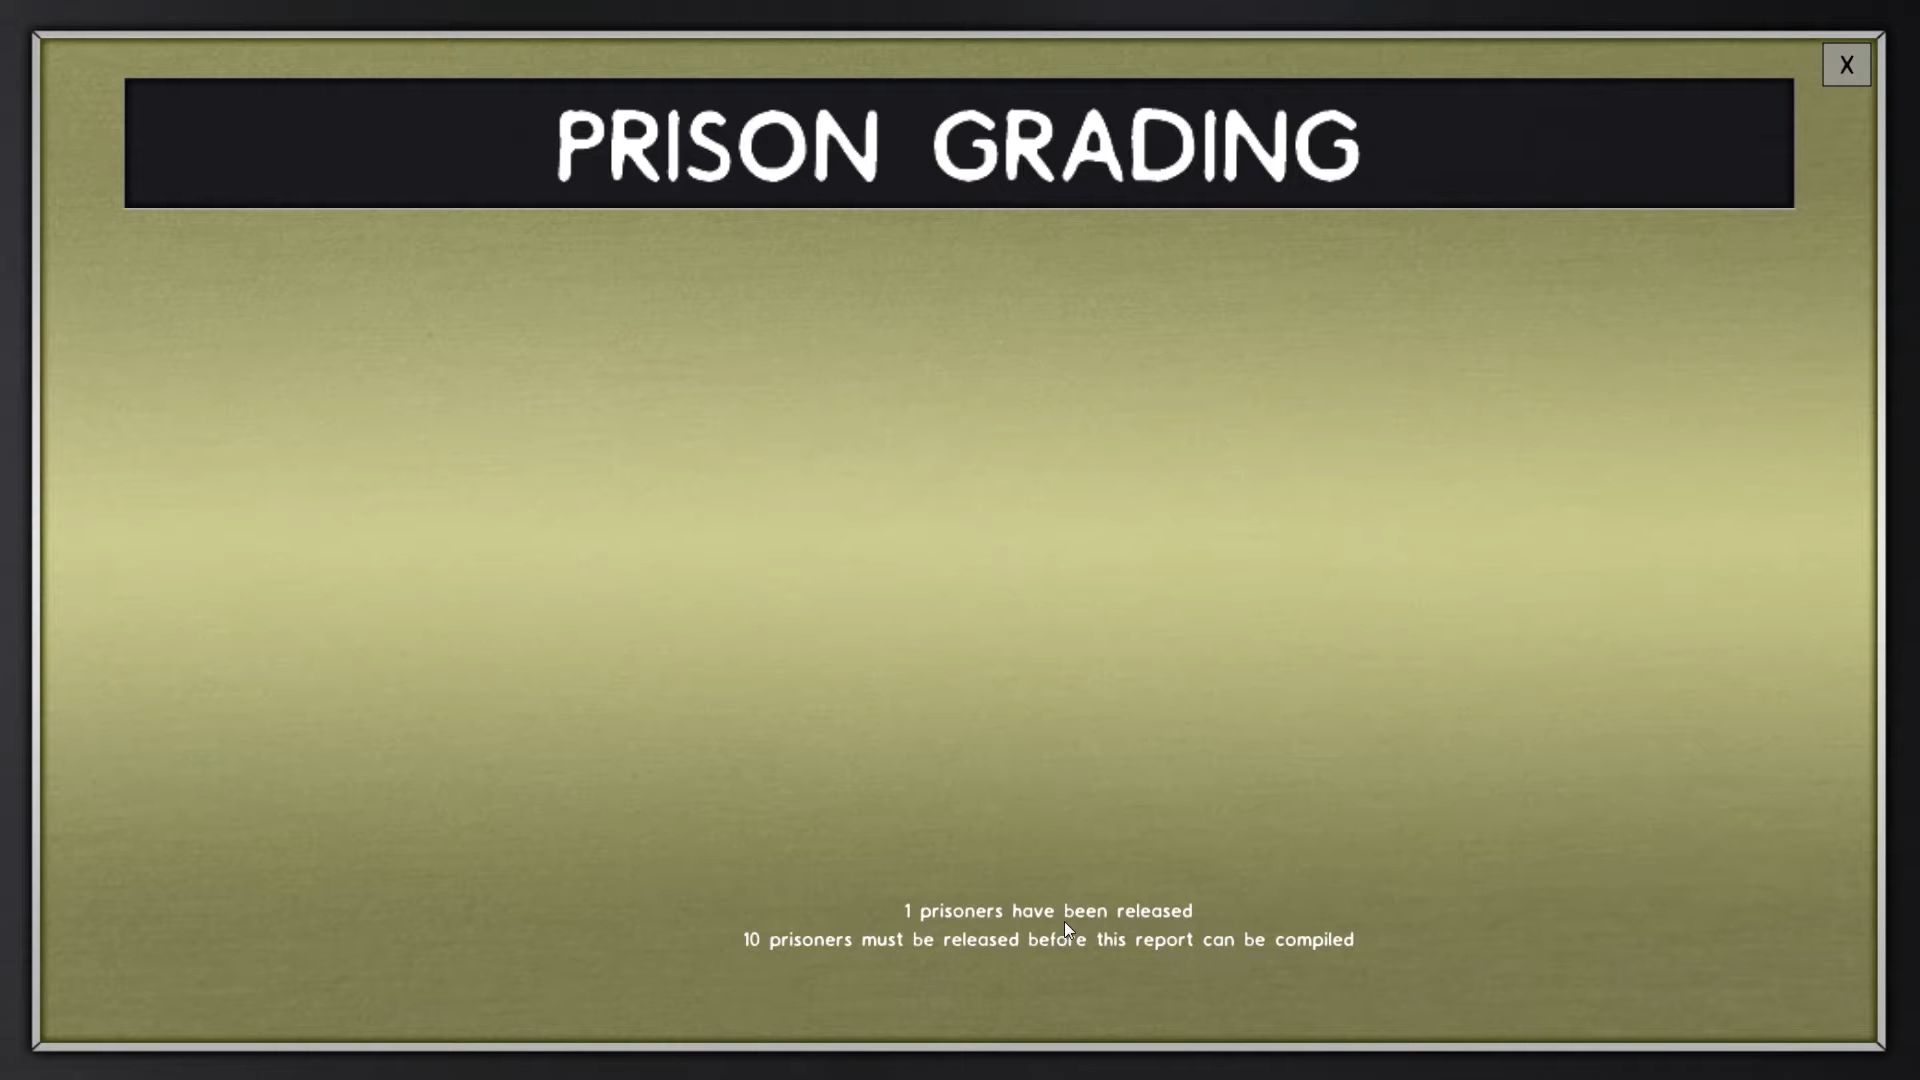 X
PRISON GRADING
1 prisoners have been released
10 prisoners must be released before this report can be compiled